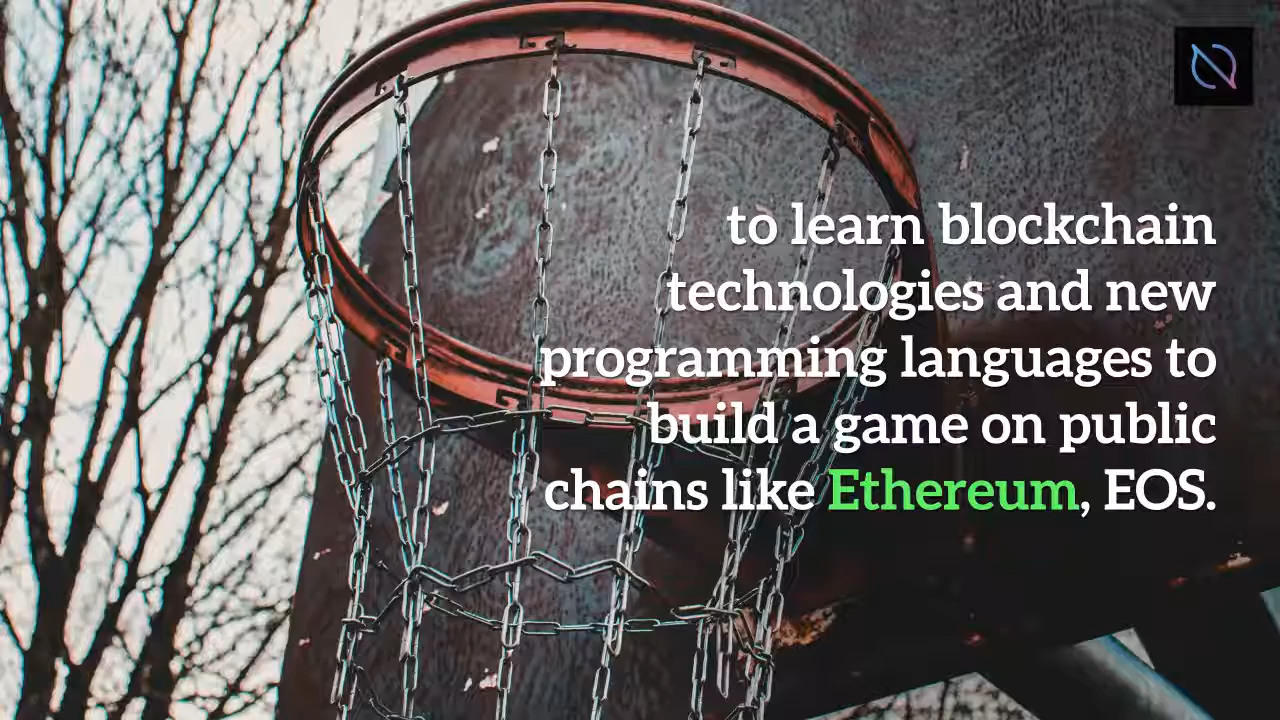 to learn blockchain
technologies and new
programming languages to
build a game on public
chains like Ethereum, EOS.